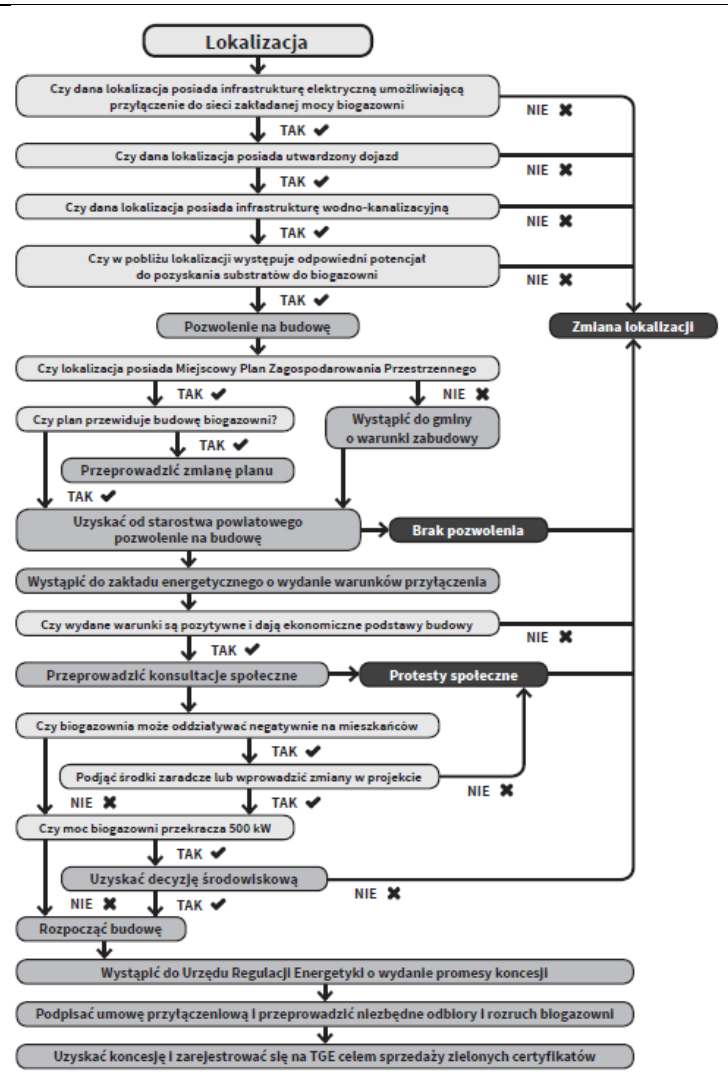 Lokalizacja
Czy dana lokalizacja posiada infrastrukturę elektryczną umożliwiającą
przyłączenie do sieci zakładanej mocy biogazowni
NIE ✖
TAK ✔
Czy dana lokalizacja posiada utwardzony dojazd
NIE ✖
TAK ✔
Czy dana lokalizacja posiada infrastrukturę wodno-kanalizacyjną
NIE ✖
TAK ✔
Czy w pobliżu lokalizacji występuje odpowiedni potencjał
do pozyskania substratów do biogazowni
NIE ✖
TAK ✔
Pozwolenie na budowę
Zmiana lokalizacji
Czy lokalizacja posiada Miejscowy Plan Zagospodarowania Przestrzennego
TAK ✔
NIE ✖
Czy plan przewiduje budowę biogazowni?
Wystąpić do gminy
o warunki zabudowy
TAK ✔
Przeprowadzić zmianę planu
TAK ✔
Uzyskać od starostwa powiatowego
pozwolenie na budowę
Brak pozwolenia
Wystąpić do zakładu energetycznego o wydanie warunków przyłączenia
Czy wydane warunki są pozytywne i dają ekonomiczne podstawy budowy
NIE ✖
TAK ✔
Przeprowadzić konsultacje społeczne
Protesty społeczne
Czy biogazownia może oddziaływać negatywnie na mieszkańców
TAK ✔
Podjąć środki zaradcze lub wprowadzić zmiany w projekcie
NIE ✖
NIE ✖
TAK ✔
Czy moc biogazowni przekracza 500 kW
TAK ✔
Uzyskać decyzję środowiskową
NIE ✖
NIE ✖
TAK ✔
Rozpocząć budowę
Wystąpić do Urzędu Regulacji Energetyki o wydanie promesy koncesji
Podpisać umowę przyłączeniową i przeprowadzić niezbędne odbiory i rozruch biogazowni
Uzyskać koncesję i zarejestrować się na TGE celem sprzedaży zielonych certyfikatów